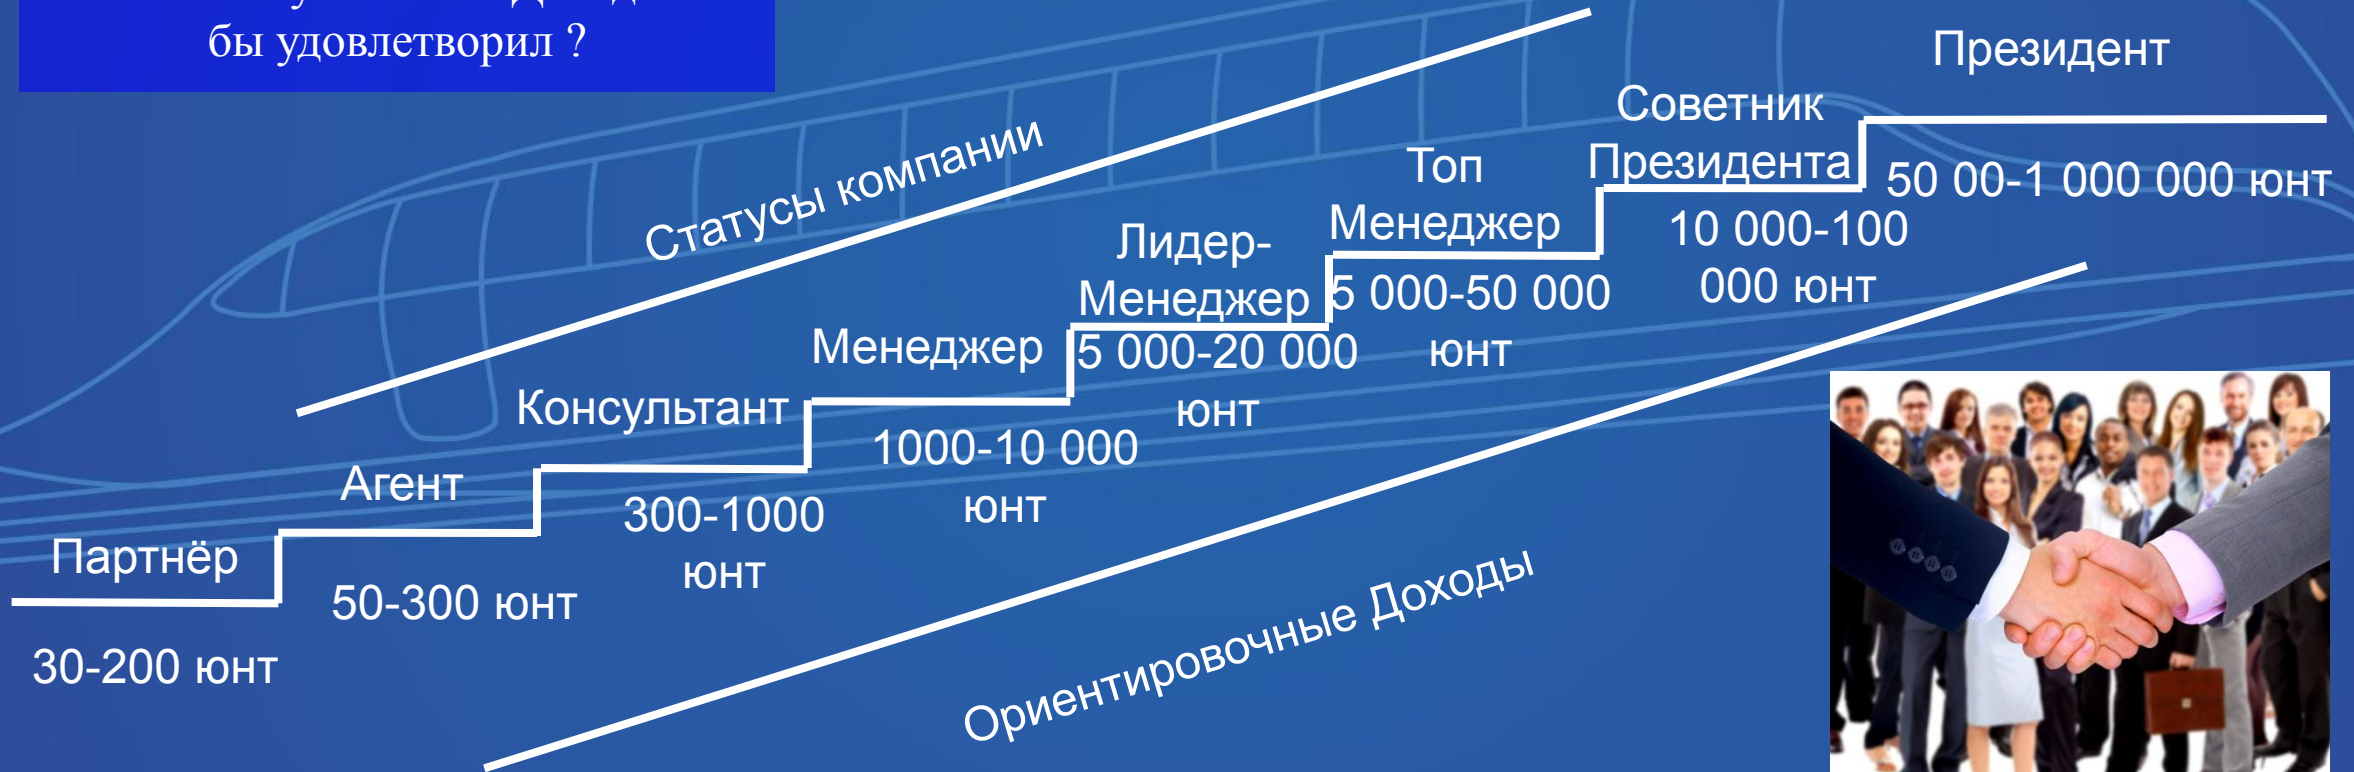 бы удовлетворил ?
Статусы компании
Партнёр
30-200 юнт
Агент
50-300 юнт
Консультант
300-1000
юнт
Менеджер
1000-10 000
юнт
Лидер-
Менеджер
5 000-20 000
юнт
Топ
Менеджер
5 000-50 000
юнт
Советник
Президента
10 000-100
000 юнт
Президент
50 00-1 000 000 юнт
Ориентировочные Доходы